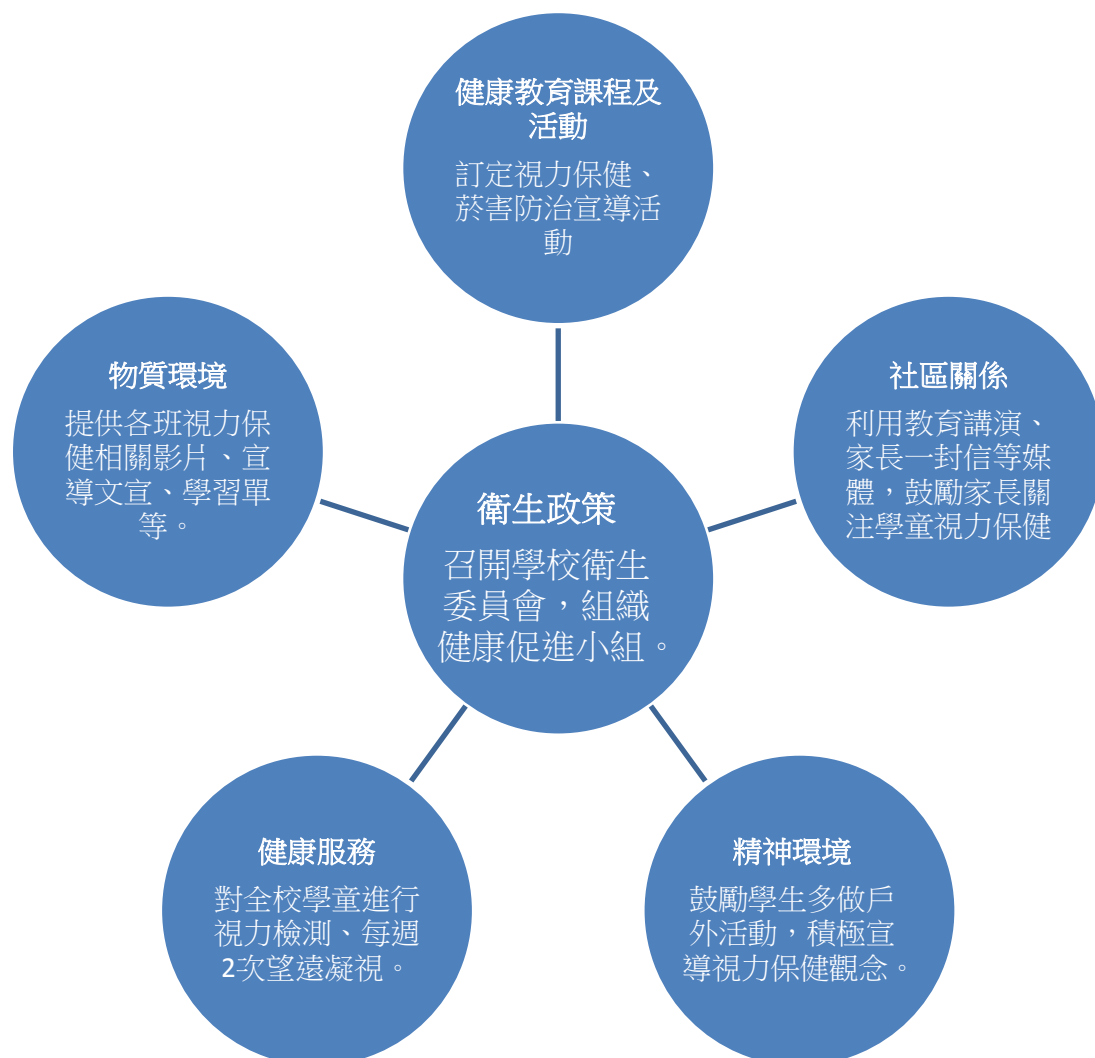 健康教育課程及
活動
訂定視力保健、
菸害防治宣導活
動
物質環境
提供各班視力保
健相關影片、宣
導文宣、學習單
等。
社區關係
利用教育講演、
家長一封信等媒
體，鼓勵家長關
注學童視力保健
衛生政策
召開學校衛生
委員會，組織
健康促進小組。
健康服務
對全校學童進行
視力檢測、每週
2次望遠凝視。
精神環境
鼓勵學生多做戶
外活動，積極宣
導視力保健觀念。